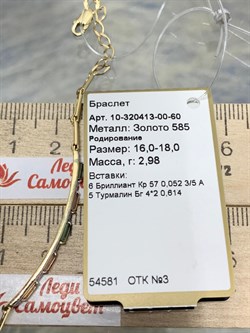 Браслет
Арт. 10-320413-00-60
Металл: Золото 585
Родирование
Размер: 16,0-18,0
Масса, г: 2,98
Вставки:
6 Бриллиант Кр 57 0,052 3/5 А
5 Турмалин Бг 4*2 0,614
54581 ОТК №3
Леди
Самоцвет
Леди
Самоцвет